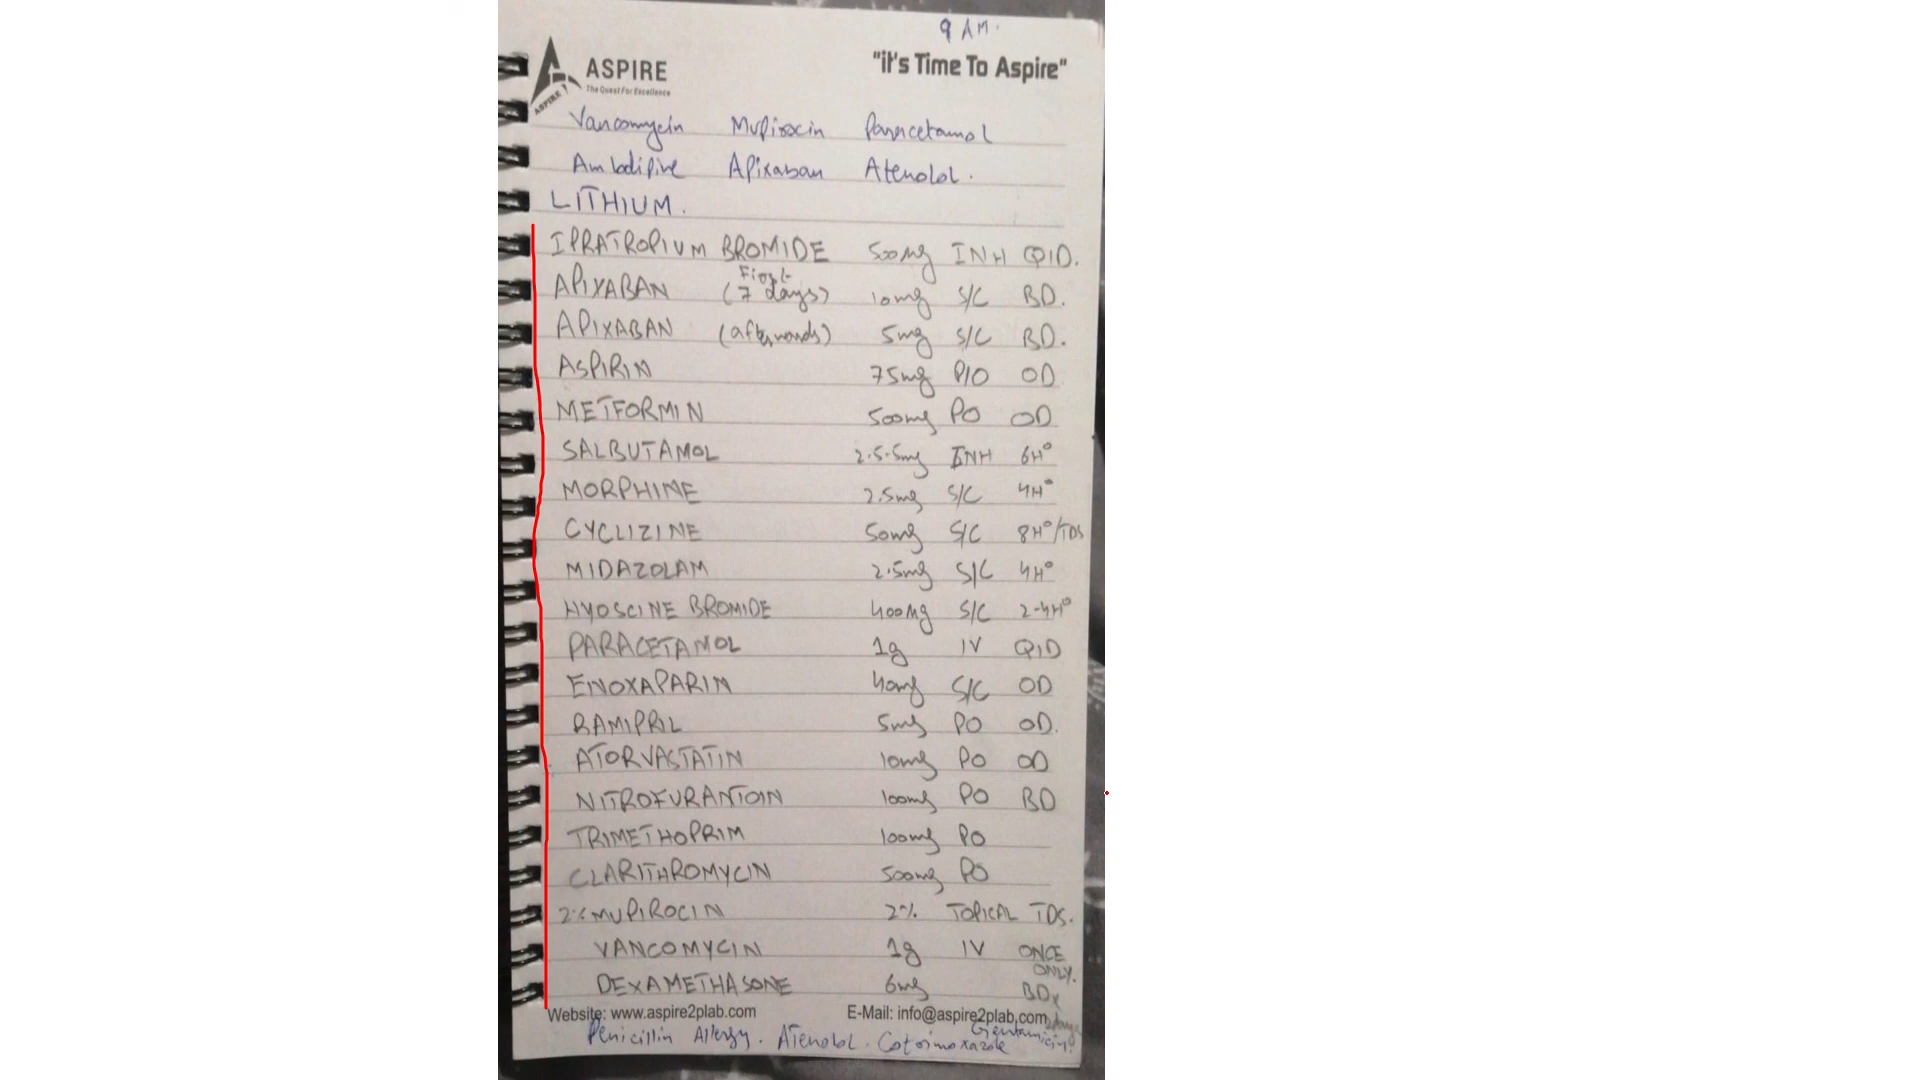 9 AM.
ASPIRE
The Quest For Excellence
"it's Time To Aspire"
ASPIRE
Vancomycin Mupirocin Paracetamol
Amlodipine Apixaban Atenolol.
LITHIUM.
IPRATROPIUM BROMIDE 500mg INH QID.
APIXABAN (First 7 days) 10mg S/C BD.
APIXABAN (afterwards) 5mg S/C BD.
ASPIRIN 75mg P/O OD
METFORMIN 500mg PO OD
SALBUTAMOL 2.5-5mg INH 6H°
MORPHINE 2.5mg S/C 4H°
CYCLIZINE 50mg S/C 8H°/TDS
MIDAZOLAM 2.5mg S/C 4H°
HYOSCINE BROMIDE 400Mg S/C 2-4H°
PARACETAMOL 1g IV QID
ENOXAPARIN 40mg S/C OD
RAMIPRIL 5mg PO OD.
ATORVASTATIN 10mg PO OD
NITROFURANTOIN 100mg PO BD
TRIMETHOPRIM 100mg PO
CLARITHROMYCIN 500mg PO
2% MUPIROCIN 2% TOPICAL TDS.
VANCOMYCIN 1g IV ONCE ONLY.
DEXAMETHASONE 6mg BD x
Website: www.aspire2plab.com E-Mail: info@aspire2plab.com
Penicillin Allergy. Atenolol. Cotrimoxazole Gentamicin?